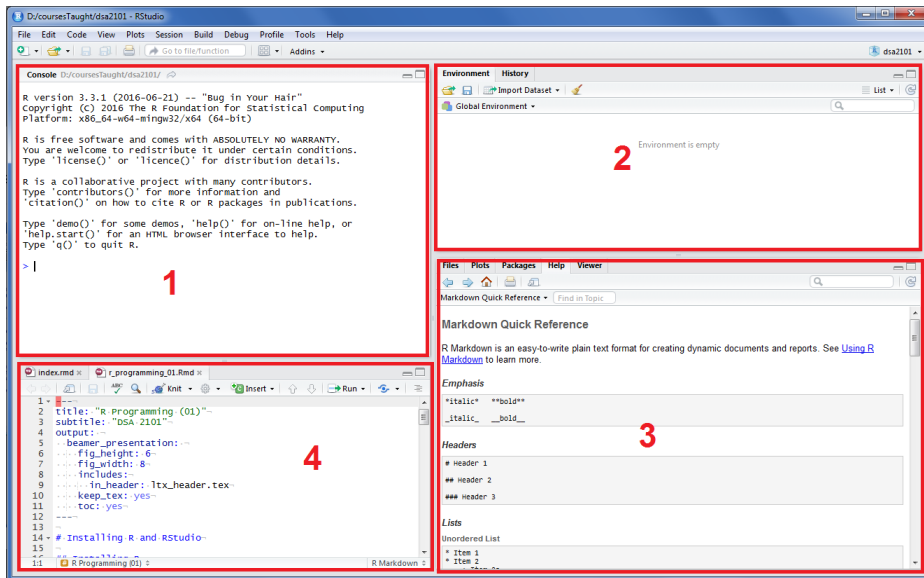 D:/coursesTaught/dsa2101 - RStudio
File Edit Code View Plots Session Build Debug Profile Tools Help
Go to file/function Addins dsa2101
Console D:/coursesTaught/dsa2101/
R version 3.3.1 (2016-06-21) -- "Bug in Your Hair"
Copyright (C) 2016 The R Foundation for Statistical Computing
Platform: x86_64-w64-mingw32/x64 (64-bit)
R is free software and comes with ABSOLUTELY NO WARRANTY.
You are welcome to redistribute it under certain conditions.
Type 'license()' or 'licence()' for distribution details.
R is a collaborative project with many contributors.
Type 'contributors()' for more information and
'citation()' on how to cite R or R packages in publications.
Type 'demo()' for some demos, 'help()' for on-line help, or
'help.start()' for an HTML browser interface to help.
Type 'q()' to quit R.
>
1
Environment History
Import Dataset List
Global Environment
Environment is empty
2
Files Plots Packages Help Viewer
Markdown Quick Reference Find in Topic
Markdown Quick Reference
R Markdown is an easy-to-write plain text format for creating dynamic documents and reports. See Using R
Markdown to learn more.
Emphasis
*italic* **bold**
_italic_ __bold__
Headers
# Header 1
## Header 2
### Header 3
Lists
Unordered List
* Item 1
* Item 2
3
index.rmd r_programming_01.Rmd
ABC Knit Insert Run
1 ---
2 title: "R Programming (01)"
3 subtitle: "DSA 2101"
4 output:
5 beamer_presentation:
6 fig_height: 6
7 fig_width: 8
8 includes:
9 in_header: ltx_header.tex
10 keep_tex: yes
11 toc: yes
12 ---
13
14 # Installing R and RStudio
15
4
1:1 R Programming (01) R Markdown